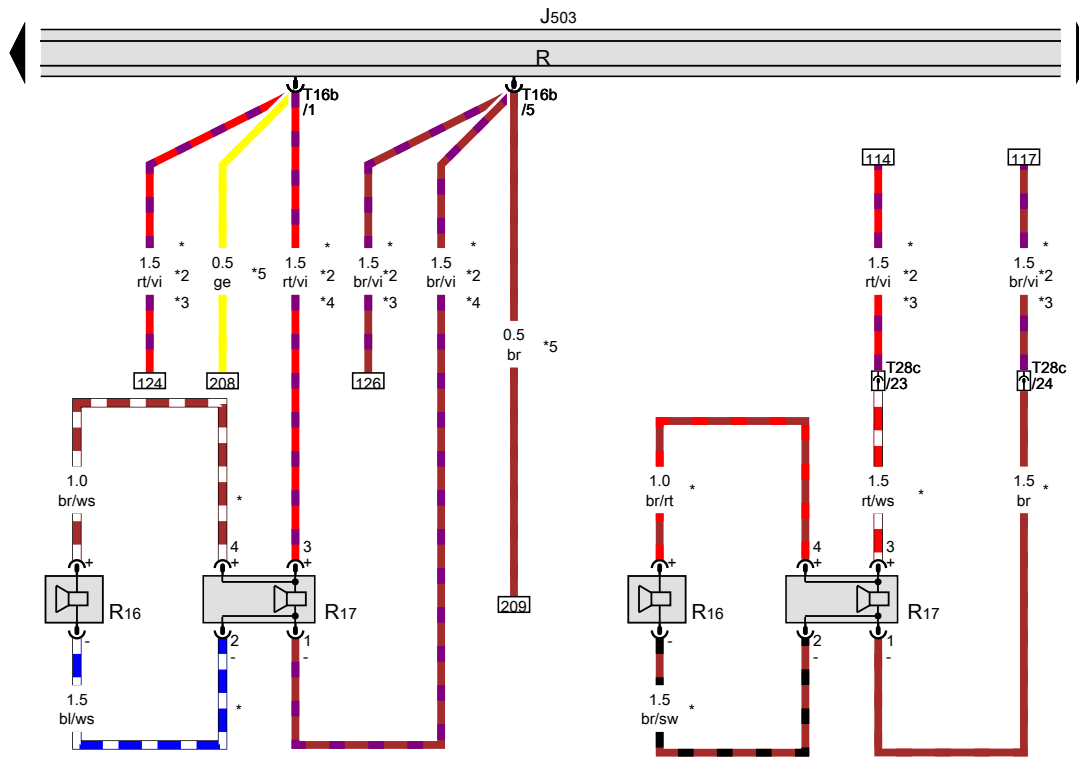 J503
R
T16b
/1
T16b
/5
114
117
*
1.5 *2
rt/vi
*3
0.5 *5
ge
*
1.5 *2
rt/vi
*4
*
1.5
br/vi*2
*3
*
1.5 *2
br/vi
*4
*
1.5 *2
rt/vi
*3
*
1.5
br/vi*2
*3
0.5 *5
br
124
208
126
T28c
/23
T28c
/24
1.0
br/ws
*
1.0
br/rt *
1.5
rt/ws *
1.5
br *
+
4
+
3
+
+
4
+
3
+
R16
R17
209
R16
R17
-
2
-
1
-
-
2
-
1
-
1.5
bl/ws
*
1.5
br/sw *